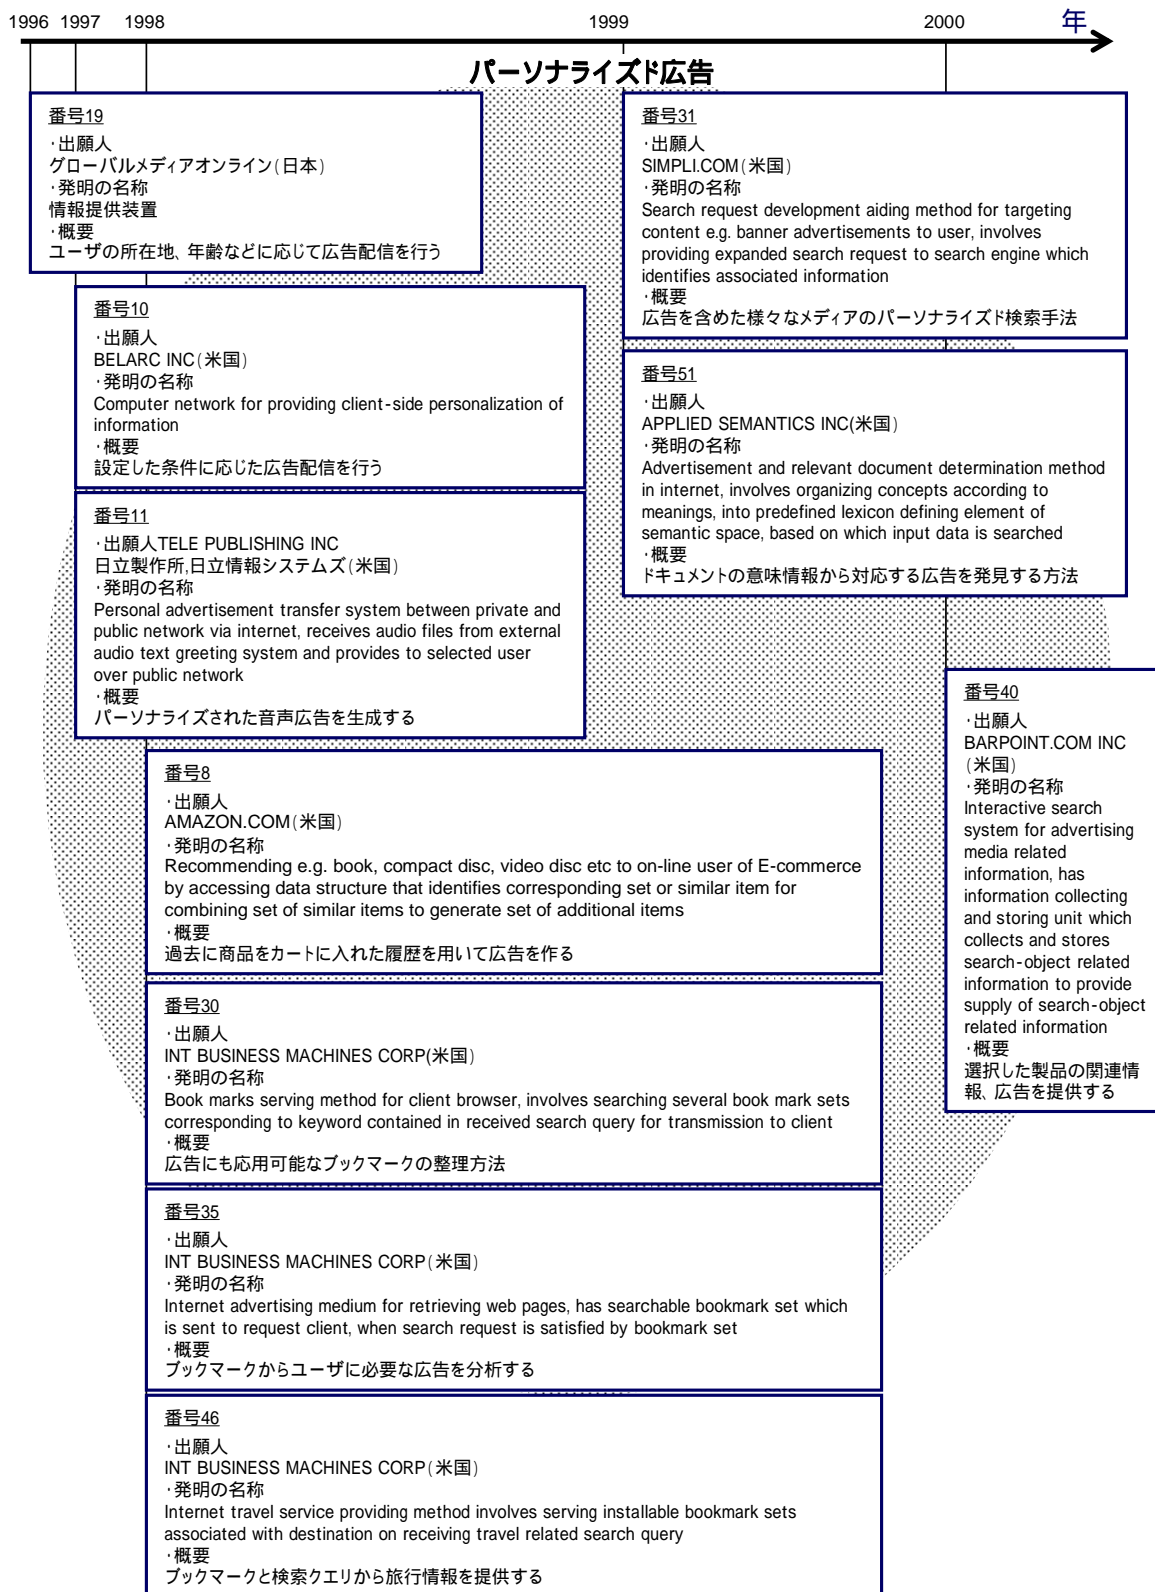 1996 1997 1998 1999 2000 年
パーソナライズド広告
番号19
・出願人
グローバルメディアオンライン(日本)
・発明の名称
情報提供装置
・概要
ユーザの所在地、年齢などに応じて広告配信を行う
番号10
・出願人
BELARC INC(米国)
・発明の名称
Computer network for providing client-side personalization of
information
・概要
設定した条件に応じた広告配信を行う
番号11
・出願人TELE PUBLISHING INC
日立製作所,日立情報システムズ(米国)
・発明の名称
Personal advertisement transfer system between private and
public network via internet, receives audio files from external
audio text greeting system and provides to selected user
over public network
・概要
パーソナライズされた音声広告を生成する
番号8
・出願人
AMAZON.COM(米国)
・発明の名称
Recommending e.g. book, compact disc, video disc etc to on-line user of E-commerce
by accessing data structure that identifies corresponding set or similar item for
combining set of similar items to generate set of additional items
・概要
過去に商品をカートに入れた履歴を用いて広告を作る
番号30
・出願人
INT BUSINESS MACHINES CORP(米国)
・発明の名称
Book marks serving method for client browser, involves searching several book mark sets
corresponding to keyword contained in received search query for transmission to client
・概要
広告にも応用可能なブックマークの整理方法
番号35
・出願人
INT BUSINESS MACHINES CORP(米国)
・発明の名称
Internet advertising medium for retrieving web pages, has searchable bookmark set which
is sent to request client, when search request is satisfied by bookmark set
・概要
ブックマークからユーザに必要な広告を分析する
番号46
・出願人
INT BUSINESS MACHINES CORP(米国)
・発明の名称
Internet travel service providing method involves serving installable bookmark sets
associated with destination on receiving travel related search query
・概要
ブックマークと検索クエリから旅行情報を提供する
番号31
・出願人
SIMPLI.COM(米国)
・発明の名称
Search request development aiding method for targeting
content e.g. banner advertisements to user, involves
providing expanded search request to search engine which
identifies associated information
・概要
広告を含めた様々なメディアのパーソナライズド検索手法
番号51
・出願人
APPLIED SEMANTICS INC(米国)
・発明の名称
Advertisement and relevant document determination method
in internet, involves organizing concepts according to
meanings, into predefined lexicon defining element of
semantic space, based on which input data is searched
・概要
ドキュメントの意味情報から対応する広告を発見する方法
番号40
・出願人
BARPOINT.COM INC
(米国)
・発明の名称
Interactive search
system for advertising
media related
information, has
information collecting
and storing unit which
collects and stores
search-object related
information to provide
supply of search-object
related information
・概要
選択した製品の関連情
報、広告を提供する